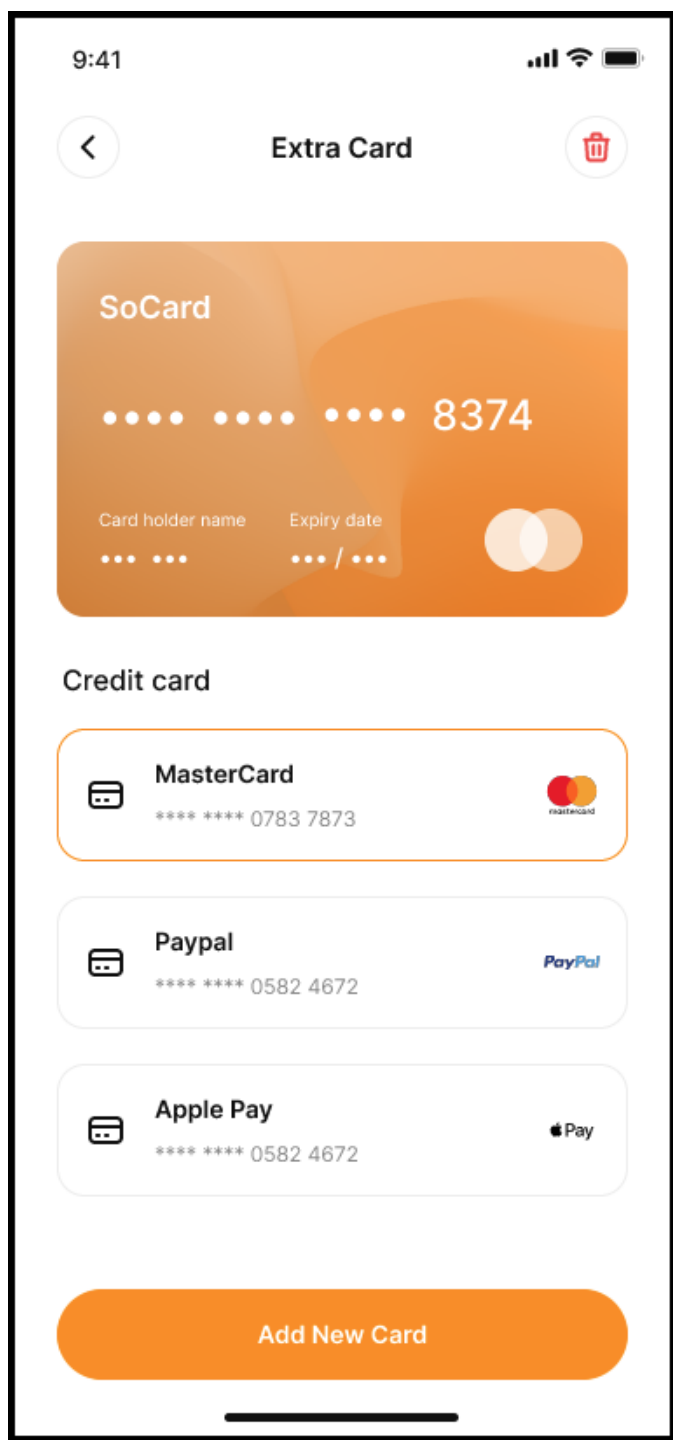 9:41
Extra Card
SoCard
•••• •••• •••• 8374
Card holder name Expiry date
••• ••• •••/•••
Credit card
MasterCard
**** **** 0783 7873
mastercard
Paypal
**** **** 0582 4672
PayPal
Apple Pay
**** **** 0582 4672
Pay
Add New Card